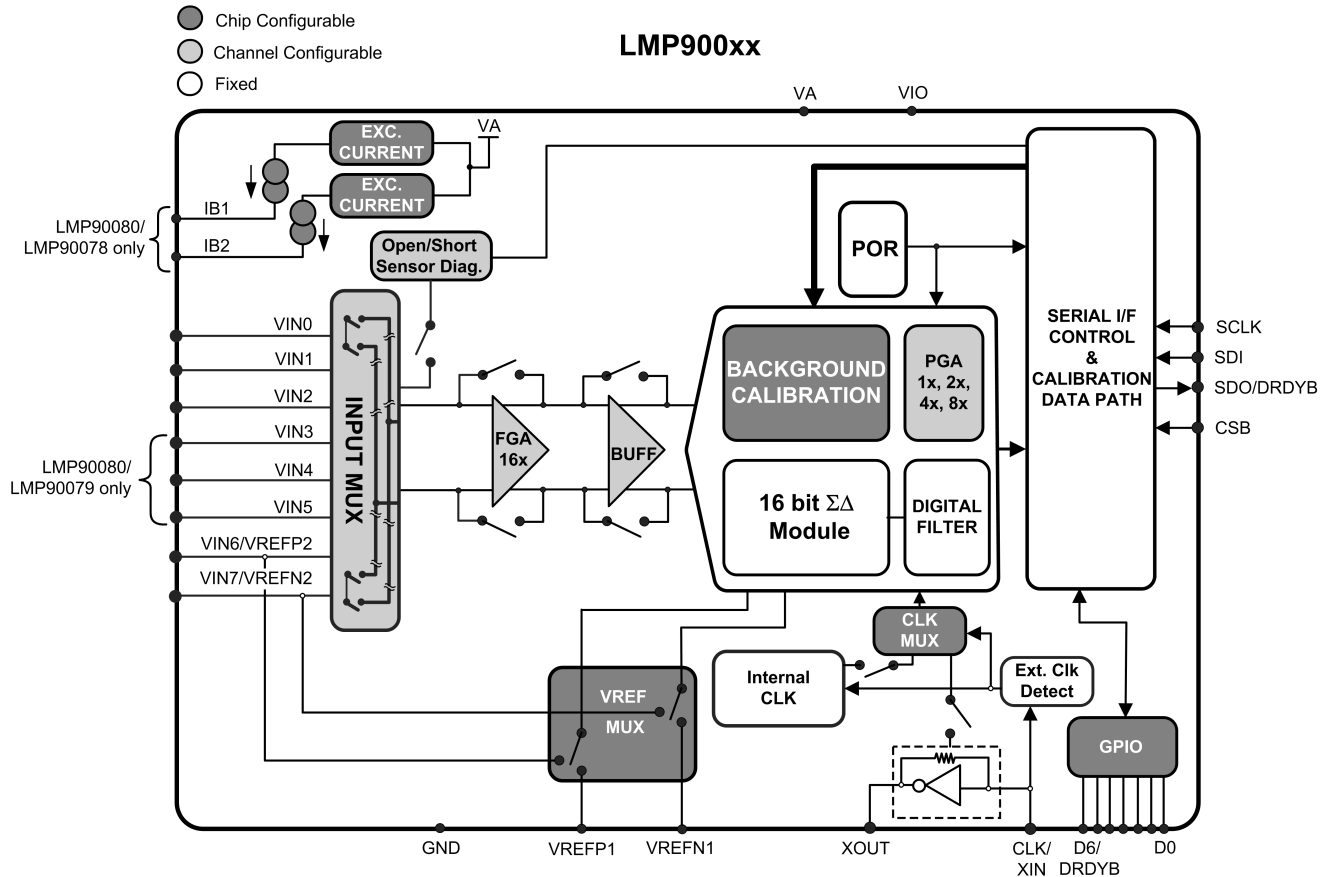 Chip Configurable
Channel Configurable
Fixed
LMP900xx
VA
VIO
EXC.
CURRENT
VA
EXC.
CURRENT
IB1
IB2
LMP90080/
LMP90078 only
Open/Short
Sensor Diag.
POR
VIN0
VIN1
VIN2
VIN3
VIN4
VIN5
VIN6/VREFP2
VIN7/VREFN2
LMP90080/
LMP90079 only
INPUT MUX
FGA
16x
BUFF
BACKGROUND
CALIBRATION
PGA
1x, 2x,
4x, 8x
16 bit ΣΔ
Module
DIGITAL
FILTER
SERIAL I/F
CONTROL
&
CALIBRATION
DATA PATH
SCLK
SDI
SDO/DRDYB
CSB
CLK
MUX
Internal
CLK
Ext. Clk
Detect
VREF
MUX
GPIO
GND
VREFP1
VREFN1
XOUT
CLK/
XIN
D6/
DRDYB
D0